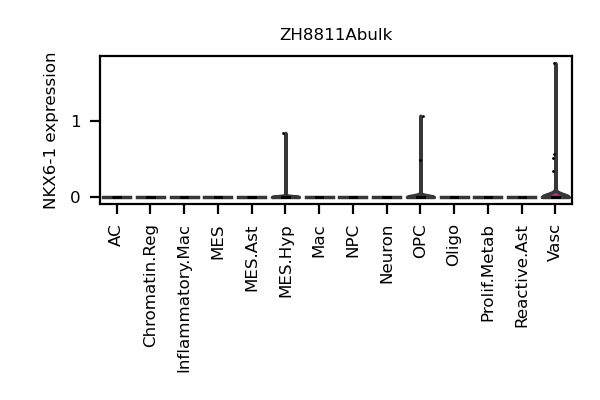 ZH8811Abulk
NKX6-1 expression
1
0
AC
Chromatin.Reg
Inflammatory.Mac
MES
MES.Ast
MES.Hyp
Mac
NPC
Neuron
OPC
Oligo
Prolif.Metab
Reactive.Ast
Vasc